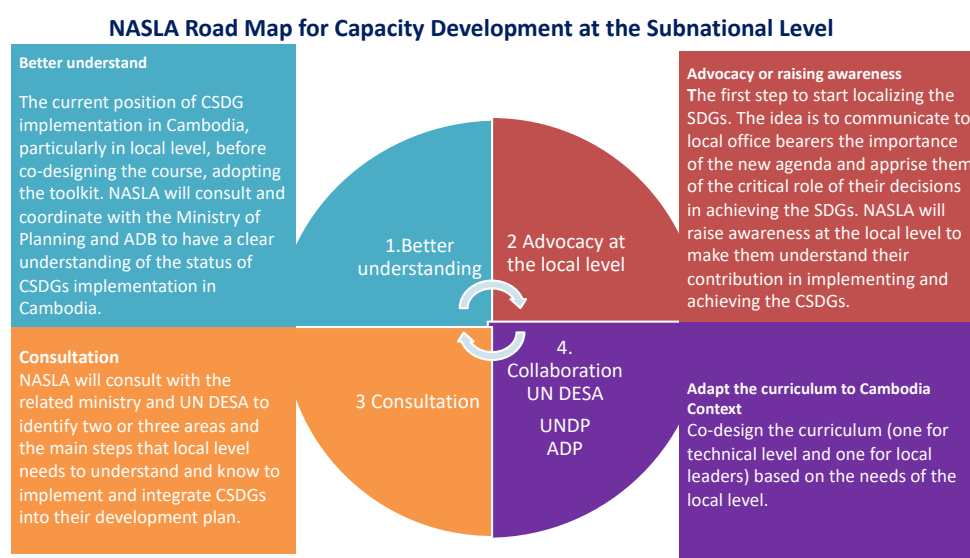 NASLA Road Map for Capacity Development at the Subnational Level
Better understand
The current position of CSDG
implementation in Cambodia,
particularly in local level, before
co-designing the course, adopting
the toolkit. NASLA will consult and
coordinate with the Ministry of
Planning and ADB to have a clear
understanding of the status of
CSDGs implementation in
Cambodia.
Advocacy or raising awareness
The first step to start localizing the
SDGs. The idea is to communicate to
local office bearers the importance
of the new agenda and apprise them
of the critical role of their decisions
in achieving the SDGs. NASLA will
raise awareness at the local level to
make them understand their
contribution in implementing and
achieving the CSDGs.
1.Better
understanding
2 Advocacy at
the local level
Consultation
NASLA will consult with the
related ministry and UN DESA to
identify two or three areas and
the main steps that local level
needs to understand and know to
implement and integrate CSDGs
into their development plan.
3 Consultation
4.
Collaboration
UN DESA
UNDP
ADP
Adapt the curriculum to Cambodia
Context
Co-design the curriculum (one for
technical level and one for local
leaders) based on the needs of the
local level.